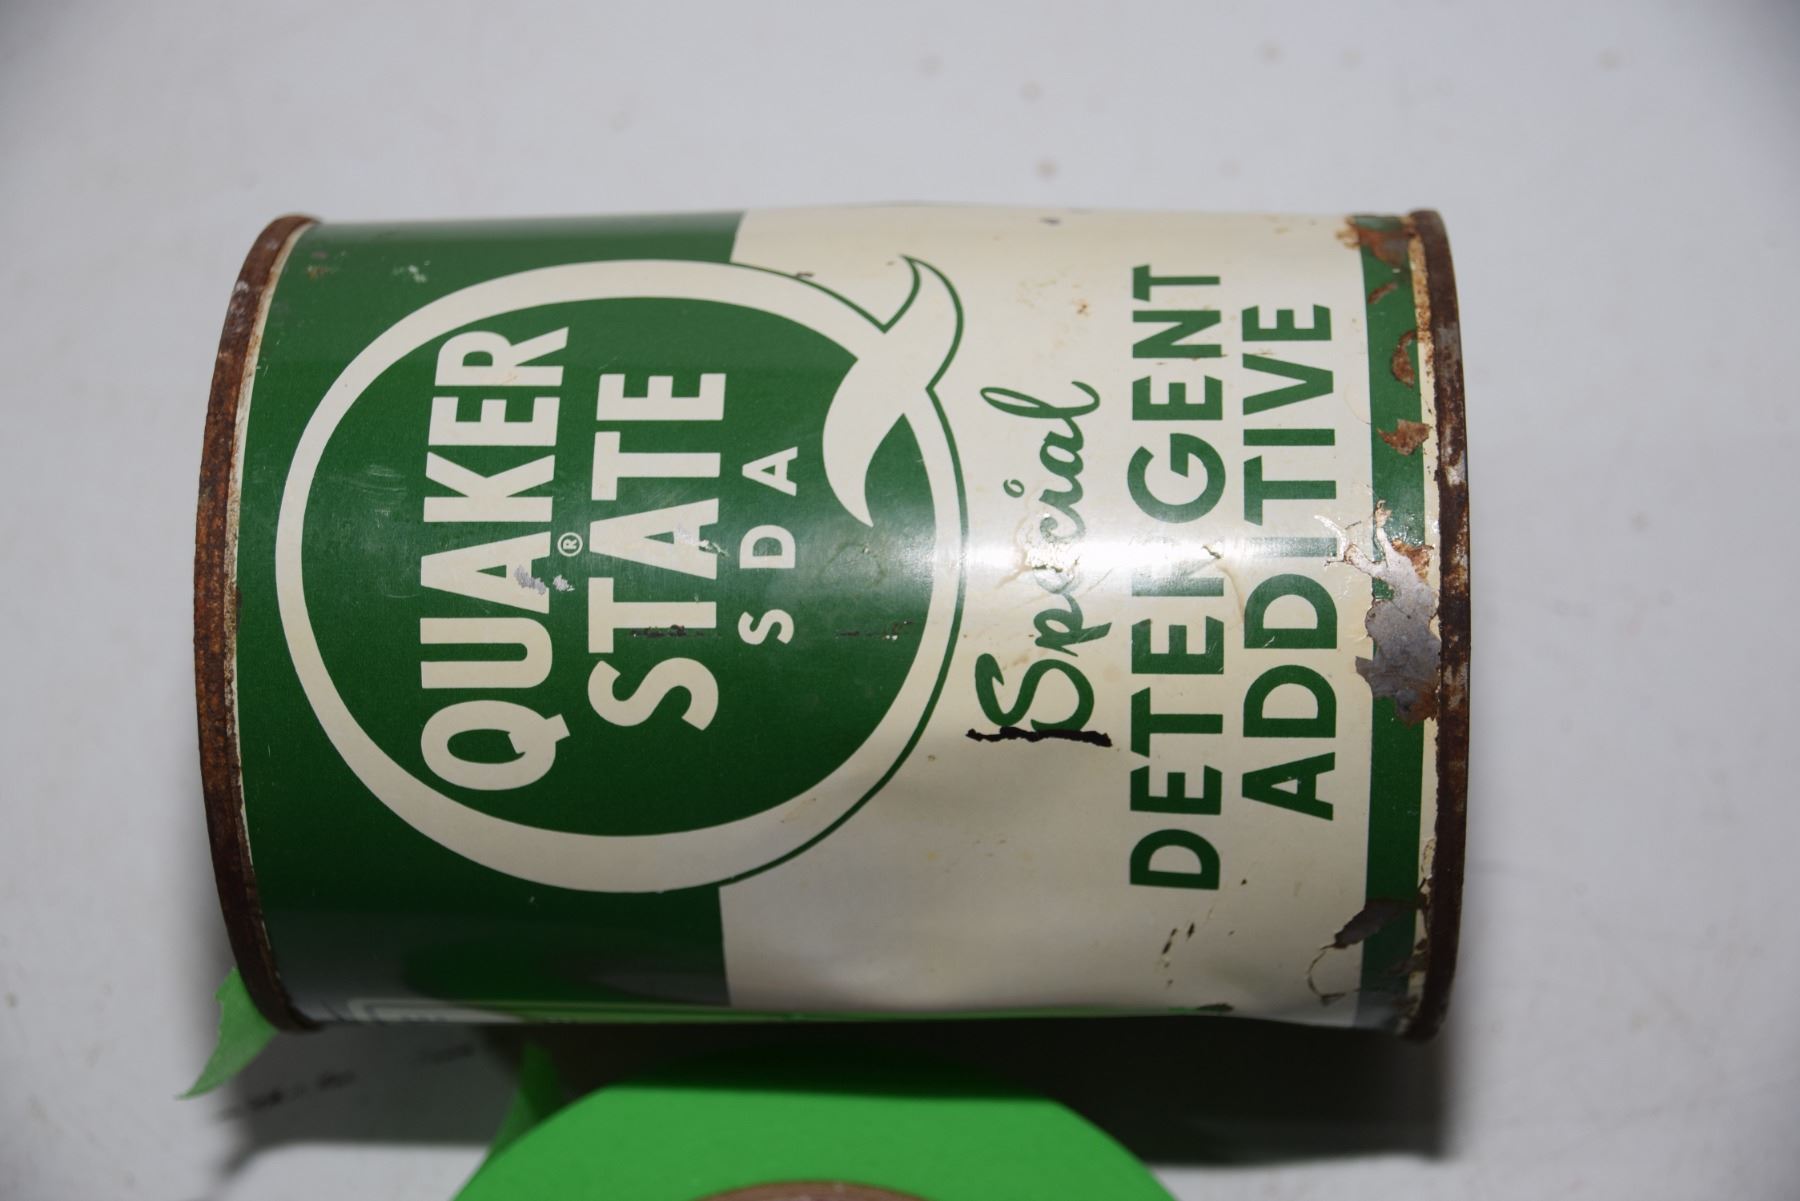 QUAKER
STATE®
SDA
Special
DETERGENT
ADDITIVE